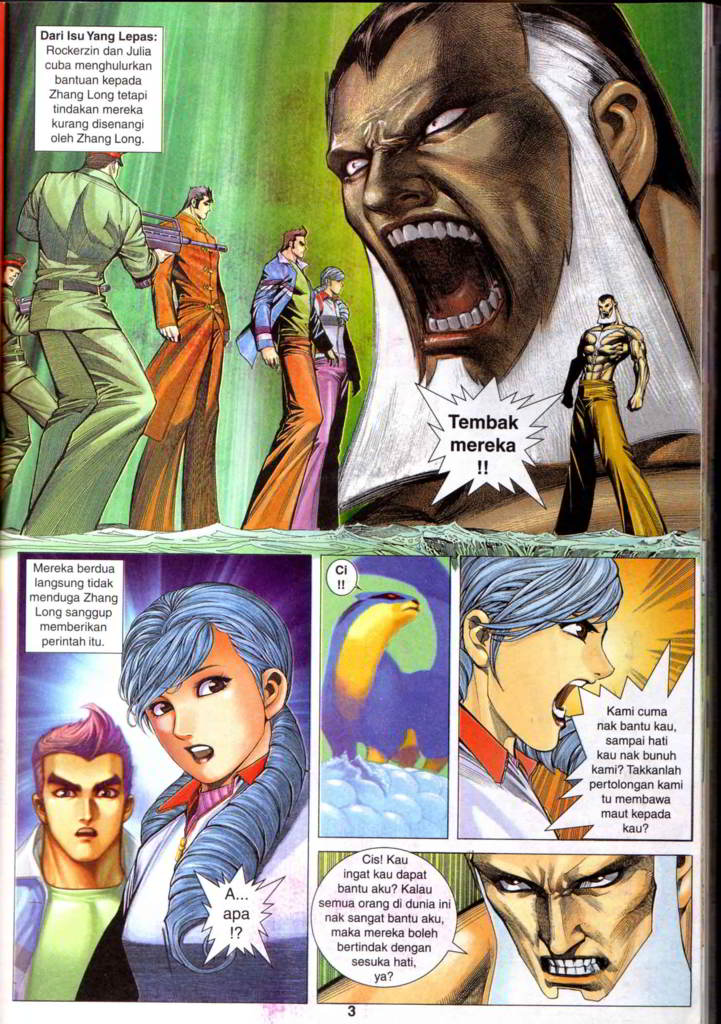 Dari Isu Yang Lepas:
Rockerzin dan Julia
cuba menghulurkan
bantuan kepada
Zhang Long tetapi
tindakan mereka
kurang disenangi
oleh Zhang Long.
Tembak
mereka
!!
Mereka berdua
langsung tidak
menduga Zhang
Long sanggup
memberikan
perintah itu.
A...
apa
!?
Ci
!!
Kami cuma
nak bantu kau,
sampai hati
kau nak bunuh
kami? Takkanlah
pertolongan kami
tu membawa
maut kepada
kau?
Cis! Kau
ingat kau dapat
bantu aku? Kalau
semua orang di dunia ini
nak sangat bantu aku,
maka mereka boleh
bertindak dengan
sesuka hati,
ya?
3